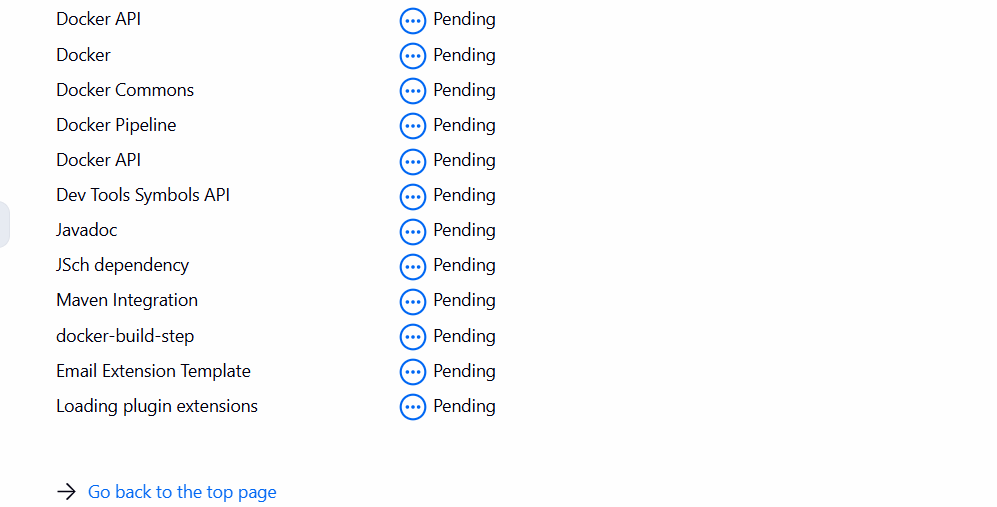 Docker API Pending
Docker Pending
Docker Commons Pending
Docker Pipeline Pending
Docker API Pending
Dev Tools Symbols API Pending
Javadoc Pending
JSch dependency Pending
Maven Integration Pending
docker-build-step Pending
Email Extension Template Pending
Loading plugin extensions Pending
Go back to the top page